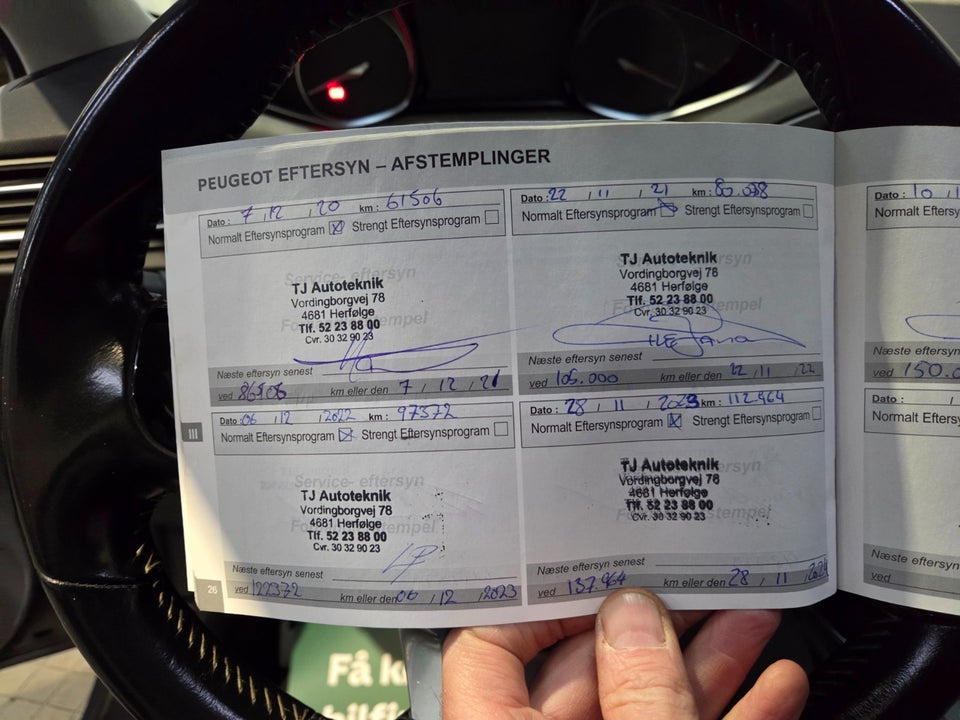 PEUGEOT EFTERSYN – AFSTEMPLINGER
Dato: 7 / 12 / 20 km: 61506
Normalt Eftersynsprogram Strengt Eftersynsprogram
Service- eftersyn
TJ Autoteknik
Vordingborgvej 78
4681 Herfølge
Tlf. 52 23 88 00
Cvr. 30 32 90 23
Næste eftersyn senest
ved 86506 km eller den 7 / 12 / 21
Dato: 22 / 11 / 21 km: 80.078
Normalt Eftersynsprogram Strengt Eftersynsprogram
TJ Autoteknik
Vordingborgvej 78
4681 Herfølge
Tlf. 52 23 88 00
Cvr. 30 32 90 23
Næste eftersyn senest
ved 105.000 km eller den 22 / 11 / 22
III
Dato: 06 / 12 / 2022 km: 97372
Normalt Eftersynsprogram Strengt Eftersynsprogram
Service- eftersyn
TJ Autoteknik
Vordingborgvej 78
4681 Herfølge
Tlf. 52 23 88 00
Cvr. 30 32 90 23
Næste eftersyn senest
ved 122372 km eller den 06 / 12 / 2023
26
Dato: 28 / 11 / 2023 km: 112.964
Normalt Eftersynsprogram Strengt Eftersynsprogram
TJ Autoteknik
Vordingborgvej 78
4681 Herfølge
Tlf. 52 23 88 00
Cvr. 30 32 90 23
Næste eftersyn senest
ved 137.964 km eller den 28 / 11 /
Dato: 10 /
Normalt Efters
Næste eftersyn
ved 150.0
Dato:
Normalt Efter
Næste efters
ved
Få k